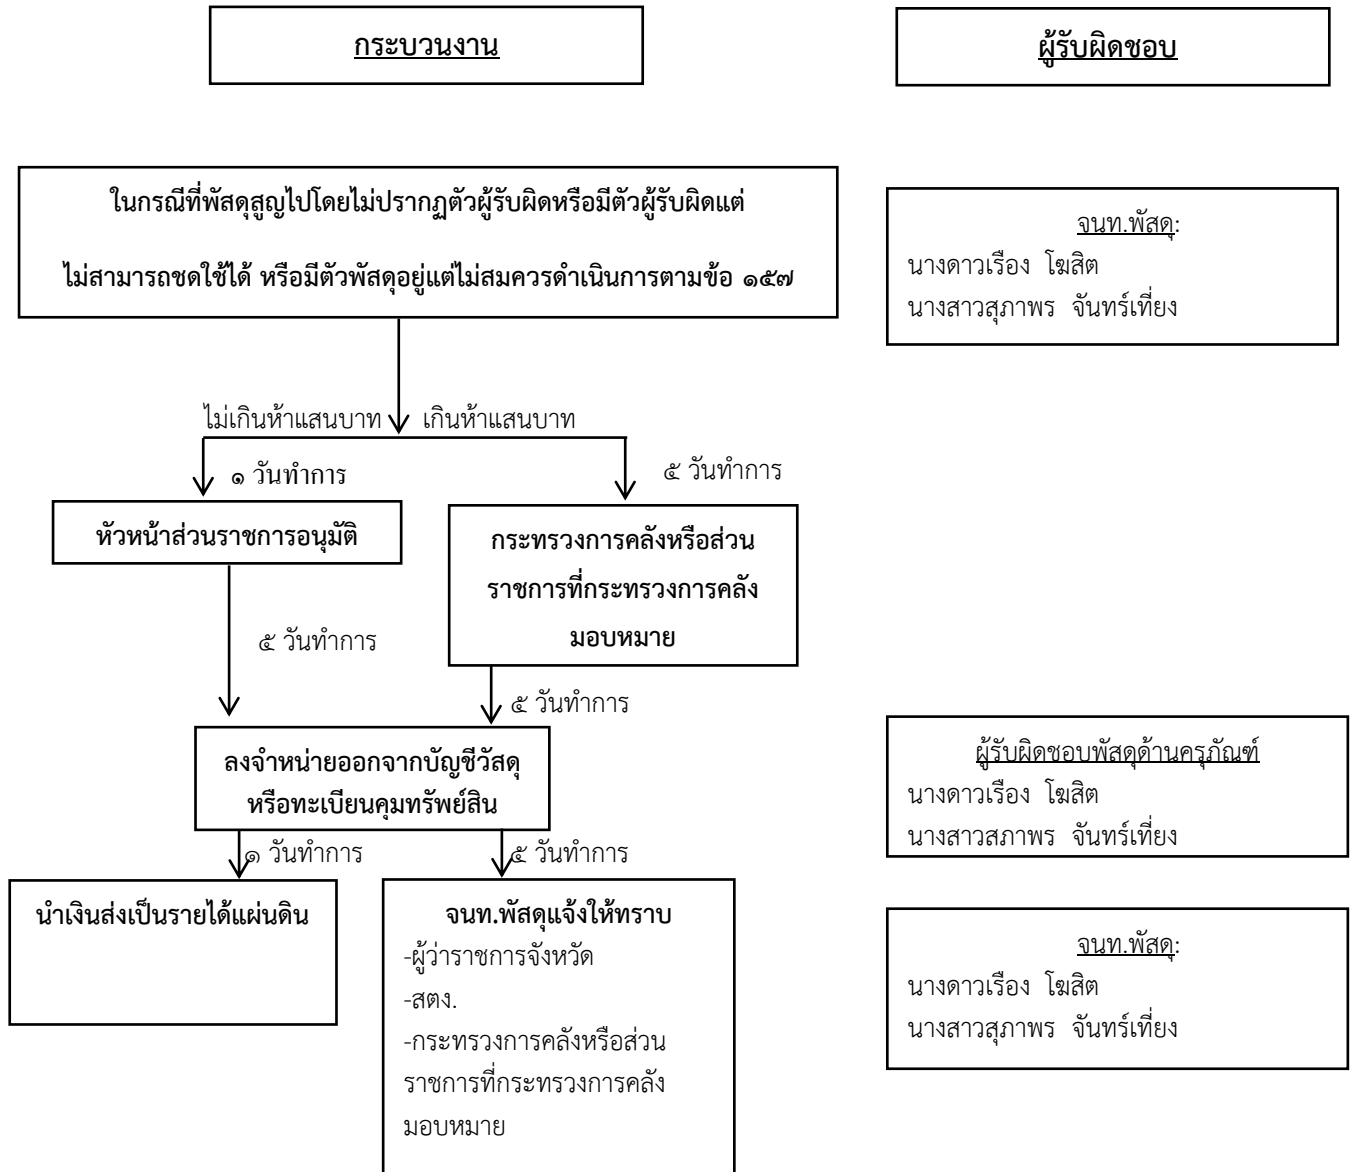 กระบวนงาน
ผู้รับผิดชอบ
ในกรณีที่พัสดุสูญไปโดยไม่ปรากฏตัวผู้รับผิดหรือมีตัวผู้รับผิดแต่
ไม่สามารถชดใช้ได้ หรือมีตัวพัสดุอยู่แต่ไม่สมควรดำเนินการตามข้อ ๑๕๗
จนท.พัสดุ:
นางดาวเรือง โฆสิต
นางสาวสุภาพร จันทร์เที่ยง
ไม่เกินห้าแสนบาท
เกินห้าแสนบาท
๑ วันทำการ
๕ วันทำการ
หัวหน้าส่วนราชการอนุมัติ
กระทรวงการคลังหรือส่วน
ราชการที่กระทรวงการคลัง
มอบหมาย
๕ วันทำการ
๕ วันทำการ
ลงจำหน่ายออกจากบัญชีวัสดุ
หรือทะเบียนคุมทรัพย์สิน
ผู้รับผิดชอบพัสดุด้านครุภัณฑ์
นางดาวเรือง โฆสิต
นางสาวสภาพร จันทร์เที่ยง
๑ วันทำการ
๕ วันทำการ
นำเงินส่งเป็นรายได้แผ่นดิน
จนท.พัสดุแจ้งให้ทราบ
-ผู้ว่าราชการจังหวัด
-สตง.
-กระทรวงการคลังหรือส่วน
ราชการที่กระทรวงการคลัง
มอบหมาย
จนท.พัสดุ:
นางดาวเรือง โฆสิต
นางสาวสุภาพร จันทร์เที่ยง